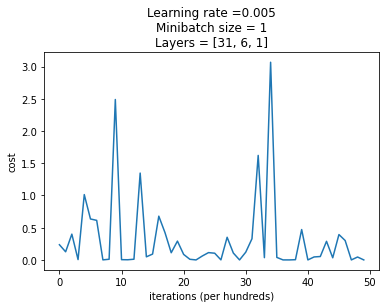 Learning rate =0.005
Minibatch size = 1
Layers = [31, 6, 1]
3.0
2.5
2.0
1.5
1.0
0.5
0.0
cost
0
10
20
30
40
50
iterations (per hundreds)